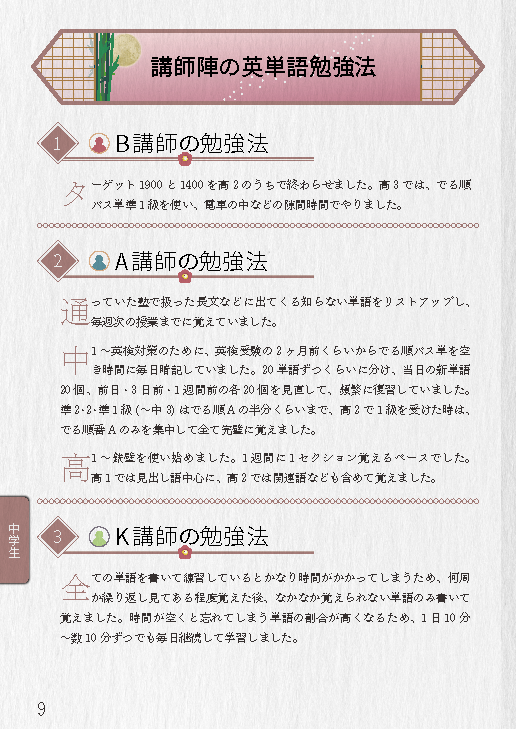 講師陣の英単語勉強法
1 B講師の勉強法
ターゲット1900と1400を高2のうちで終わらせました。高3では、でる順
パス単準1級を使い、電車の中などの隙間時間でやりました。
2 A講師の勉強法
通っていた塾で扱った長文などに出てくる知らない単語をリストアップし、
毎週次の授業までに覚えていました。
中1～英検対策のために、英検受験の2ヶ月前くらいからでる順パス単を空
き時間に毎日暗記していました。20単語ずつくらいに分け、当日の新単語
20個、前日・3日前・1週間前の各20個を見直して、頻繁に復習していました。
準2・2・準1級(～中3)はでる順Aの半分くらいまで、高2で1級を受けた時は、
でる順番Aのみを集中して全て完璧に覚えました。
高1～鉄壁を使い始めました。1週間に1セクション覚えるペースでした。
高1では見出し語中心に、高2では関連語なども含めて覚えました。
中学生
3 K講師の勉強法
全ての単語を書いて練習しているとかなり時間がかかってしまうため、何周
か繰り返し見てある程度覚えた後、なかなか覚えられない単語のみ書いて
覚えました。時間が空くと忘れてしまう単語の割合が高くなるため、1日10分
～数10分ずつでも毎日継続して学習しました。
9